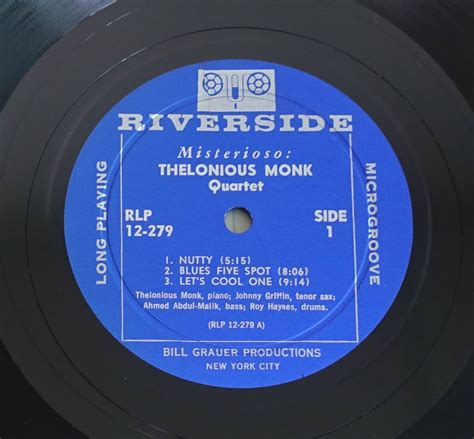 RIVERSIDE
Misterioso:
THELONIOUS MONK
Quartet
LONG PLAYING
MICROGROOVE
RLP
12-279
SIDE
1
1. NUTTY (5:15)
2. BLUES FIVE SPOT (8:06)
3. LET'S COOL ONE (9:14)
Thelonious Monk, piano; Johnny Griffin, tenor sax;
Ahmed Abdul-Malik, bass; Roy Haynes, drums.
(RLP 12-279 A)
BILL GRAUER PRODUCTIONS
NEW YORK CITY